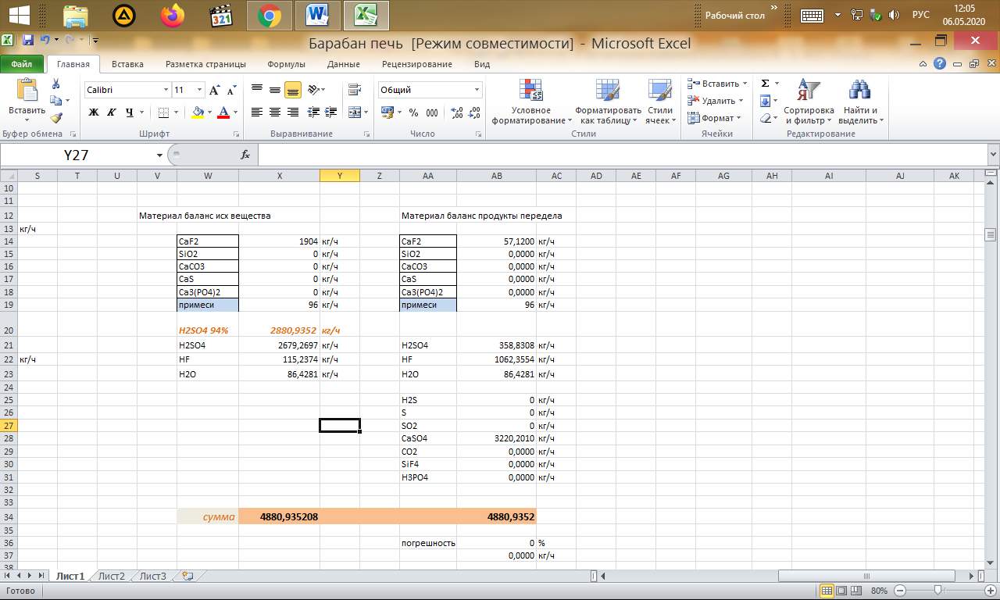 321
Рабочий стол
»
РУС
12:05
06.05.2020
Барабан печь [Режим совместимости] - Microsoft Excel
Файл Главная Вставка Разметка страницы Формулы Данные Рецензирование Вид
Calibri 11 Общий
Вставить Ж К Ч % 000 Условное форматирование Форматировать как таблицу Стили ячеек Вставить Удалить Формат Сортировка и фильтр Найти и выделить
Буфер обмена Шрифт Выравнивание Число Стили Ячейки Редактирование
Y27 fx
S T U V W X Y Z AA AB AC AD AE AF AG AH AI AJ AK
10
11
12 Материал баланс исх вещества Материал баланс продукты передела
13 кг/ч
14 CaF2 1904 кг/ч CaF2 57,1200 кг/ч
15 SiO2 0 кг/ч SiO2 0,0000 кг/ч
16 CaCO3 0 кг/ч CaCO3 0,0000 кг/ч
17 CaS 0 кг/ч CaS 0,0000 кг/ч
18 Ca3(PO4)2 0 кг/ч Ca3(PO4)2 0,0000 кг/ч
19 примеси 96 кг/ч примеси 96 кг/ч
20 H2SO4 94% 2880,9352 кг/ч
21 H2SO4 2679,2697 кг/ч H2SO4 358,8308 кг/ч
22 кг/ч HF 115,2374 кг/ч HF 1062,3554 кг/ч
23 H2O 86,4281 кг/ч H2O 86,4281 кг/ч
24
25 H2S 0 кг/ч
26 S 0 кг/ч
27 SO2 0 кг/ч
28 CaSO4 3220,2010 кг/ч
29 CO2 0,0000 кг/ч
30 SiF4 0,0000 кг/ч
31 H3PO4 0,0000 кг/ч
32
33
34 сумма 4880,935208 4880,9352
35
36 погрешность 0 %
37 0,0000 кг/ч
38
Лист1 Лист2 Лист3
Готово 80%